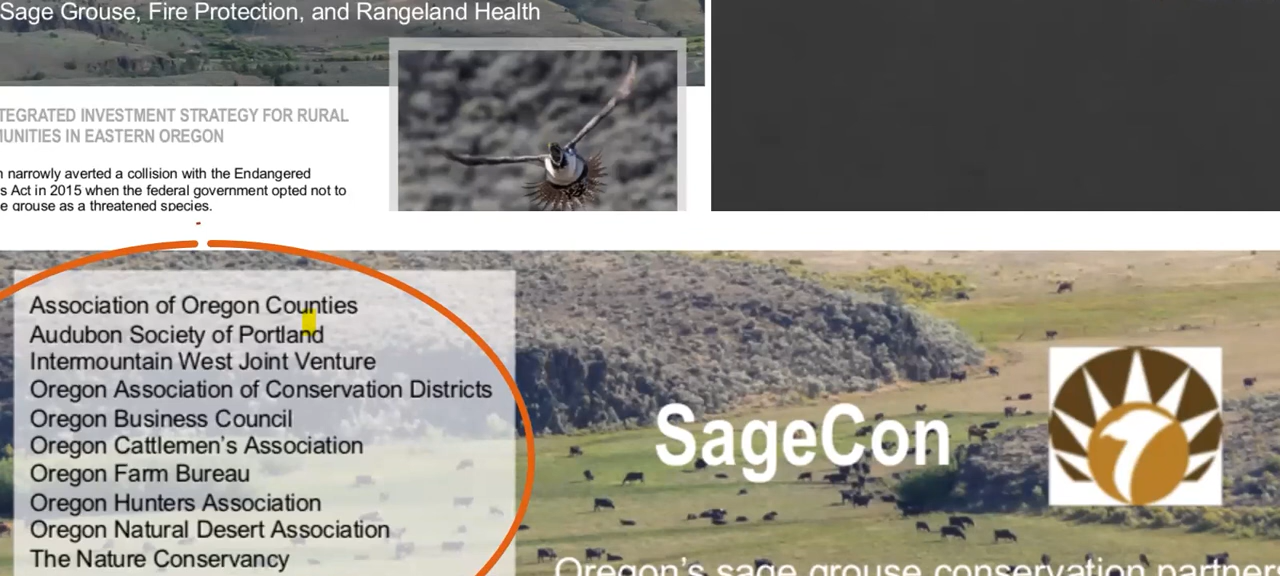 Sage Grouse, Fire Protection, and Rangeland Health
TEGRATED INVESTMENT STRATEGY FOR RURAL
UNITIES IN EASTERN OREGON
narrowly averted a collision with the Endangered
s Act in 2015 when the federal government opted not to
e grouse as a threatened species.
Association of Oregon Counties
Audubon Society of Portland
Intermountain West Joint Venture
Oregon Association of Conservation Districts
Oregon Business Council
Oregon Cattlemen's Association
Oregon Farm Bureau
Oregon Hunters Association
Oregon Natural Desert Association
The Nature Conservancy
SageCon
Oregon's sage grouse conservation partners